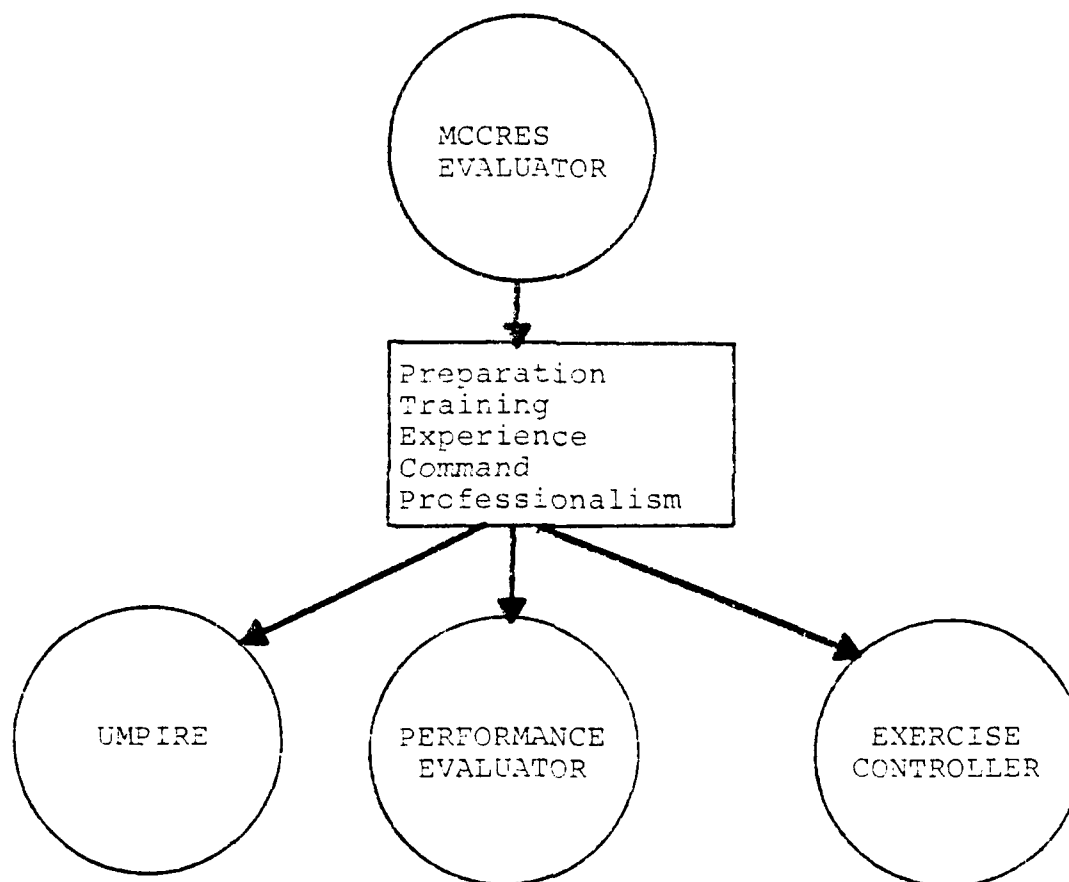 MCCRES
EVALUATOR
Preparation
Training
Experience
Command
Professionalism
UMPIRE
PERFORMANCE
EVALUATOR
EXERCISE
CONTROLLER